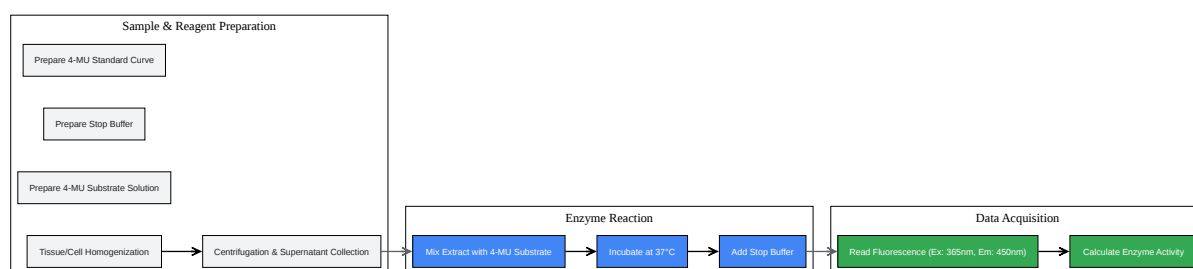 Sample & Reagent Preparation
Prepare 4-MU Standard Curve
Prepare Stop Buffer
Prepare 4-MU Substrate Solution
Tissue/Cell Homogenization
Centrifugation & Supernatant Collection
Enzyme Reaction
Mix Extract with 4-MU Substrate
Incubate at 37°C
Add Stop Buffer
Data Acquisition
Read Fluorescence (Ex: 365nm, Em: 450nm)
Calculate Enzyme Activity